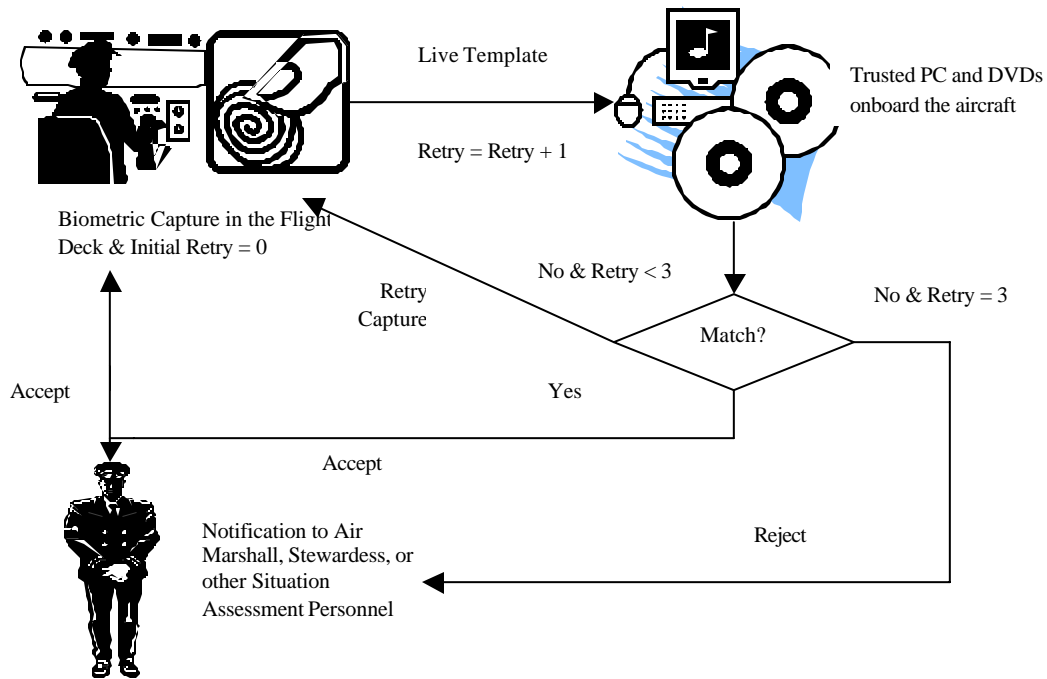 Live Template
Trusted PC and DVDs
onboard the aircraft
Retry = Retry + 1
Biometric Capture in the Flight
Deck & Initial Retry = 0
No & Retry < 3
No & Retry = 3
Retry
Capture
Match?
Accept
Yes
Accept
Notification to Air
Marshall, Stewardess, or
other Situation
Assessment Personnel
Reject